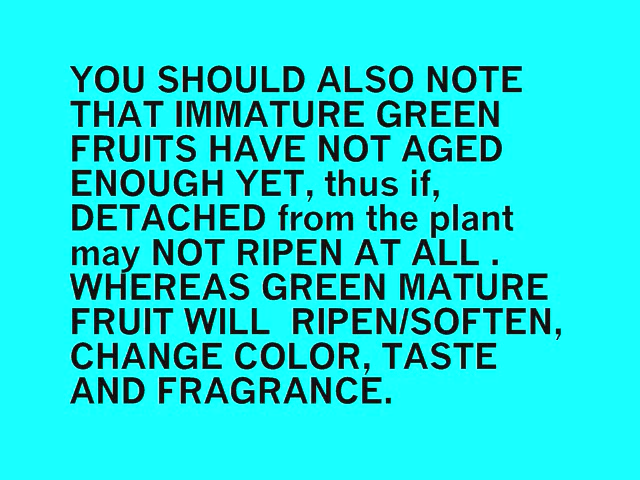 YOU SHOULD ALSO NOTE
THAT IMMATURE GREEN
FRUITS HAVE NOT AGED
ENOUGH YET, thus if,
DETACHED from the plant
may NOT RIPEN AT ALL .
WHEREAS GREEN MATURE
FRUIT WILL  RIPEN/SOFTEN,
CHANGE COLOR, TASTE
AND FRAGRANCE.